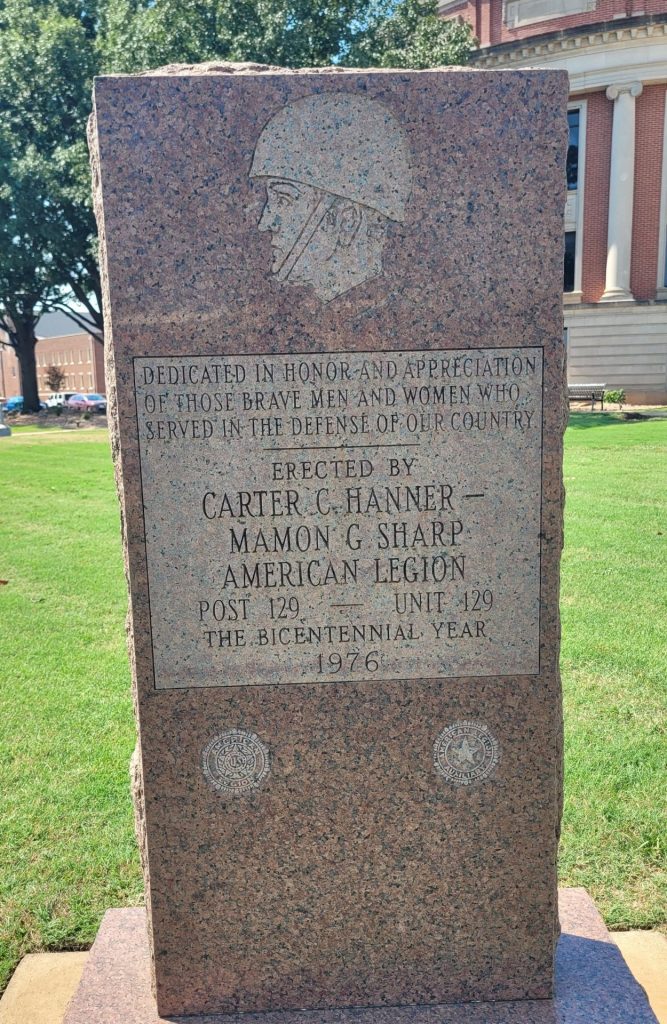 DEDICATED IN HONOR AND APPRECIATION
OF THOSE BRAVE MEN AND WOMEN WHO
SERVED IN THE DEFENSE OF OUR COUNTRY
ERECTED BY
CARTER C. HANNER —
MAMON G SHARP
AMERICAN LEGION
POST 129 — UNIT 129
THE BICENTENNIAL YEAR
1976